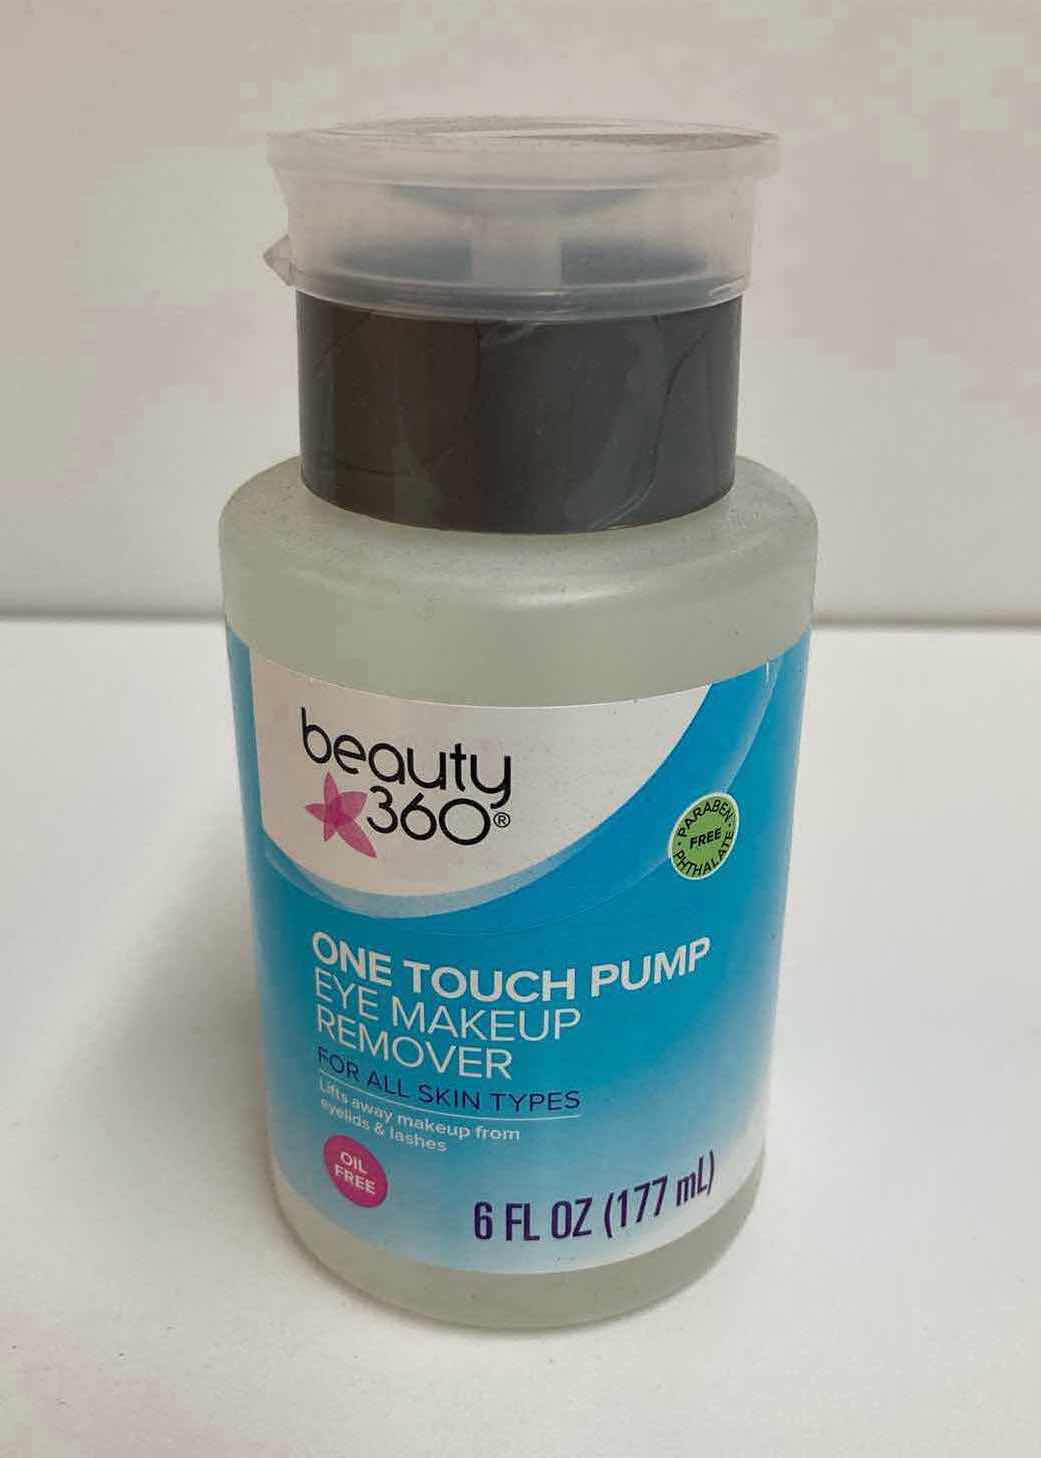 beauty
360®
PARABEN
FREE
PHTHALATE
ONE TOUCH PUMP
EYE MAKEUP
REMOVER
FOR ALL SKIN TYPES
Lifts away makeup from
eyelids & lashes
OIL
FREE
6 FL OZ (177 mL)